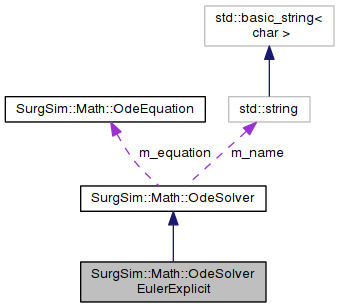 std::basic_string<
char >
SurgSim::Math::OdeEquation
std::string
m_equation
m_name
SurgSim::Math::OdeSolver
SurgSim::Math::OdeSolver
EulerExplicit